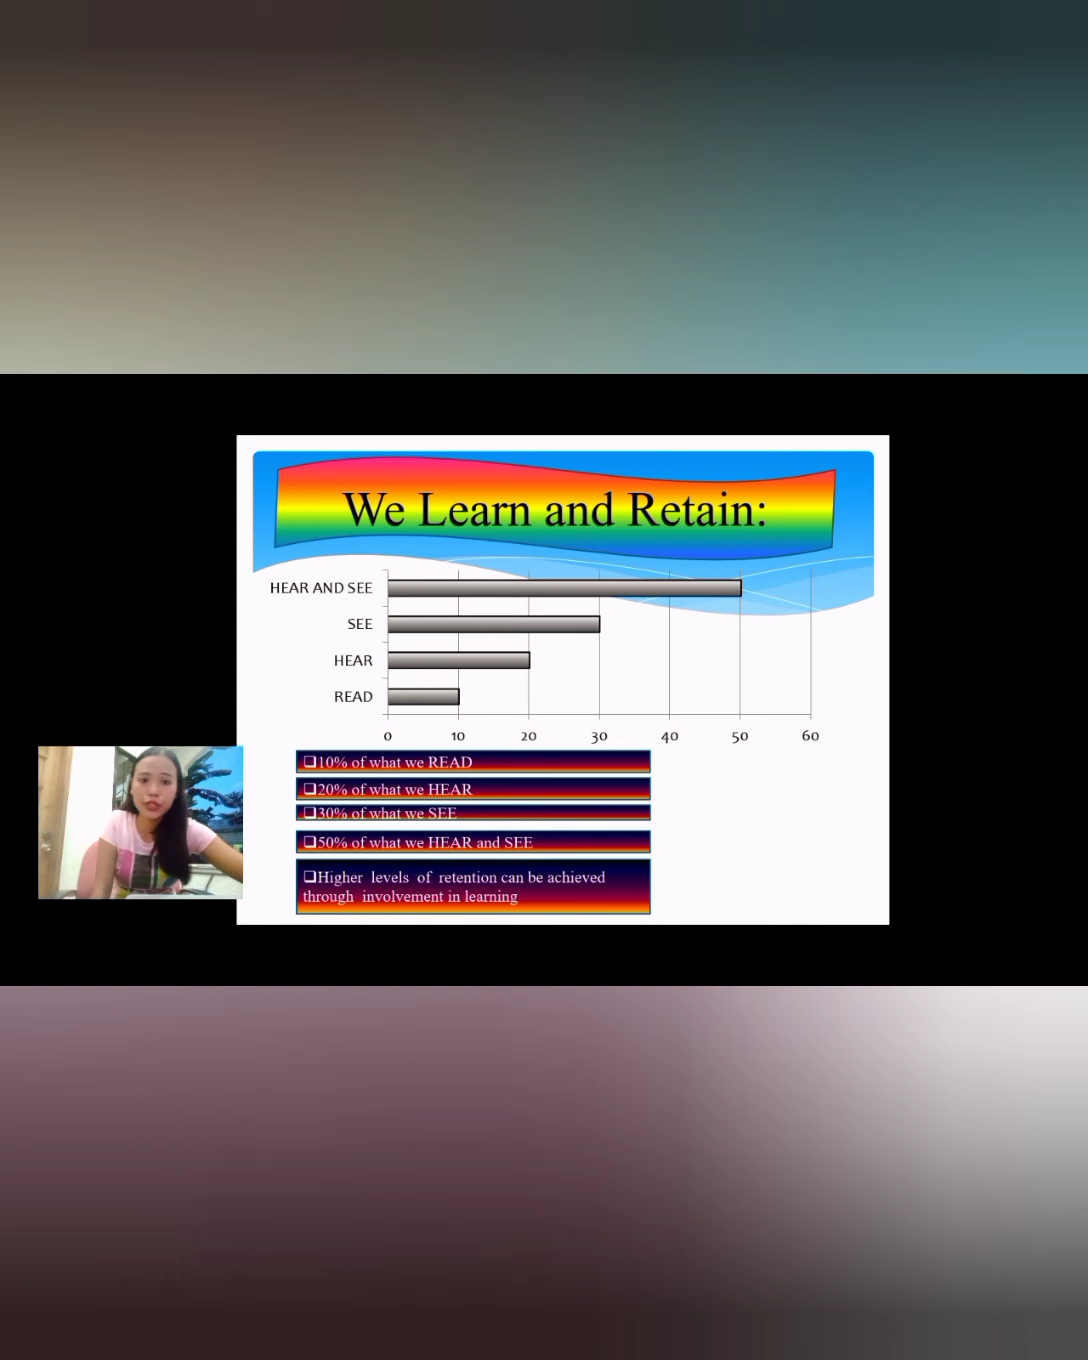 We Learn and Retain:
HEAR AND SEE
SEE
HEAR
READ
0 10 20 30 40 50 60
❑10% of what we READ
❑20% of what we HEAR
❑30% of what we SEE
❑50% of what we HEAR and SEE
❑Higher levels of retention can be achieved
through involvement in learning